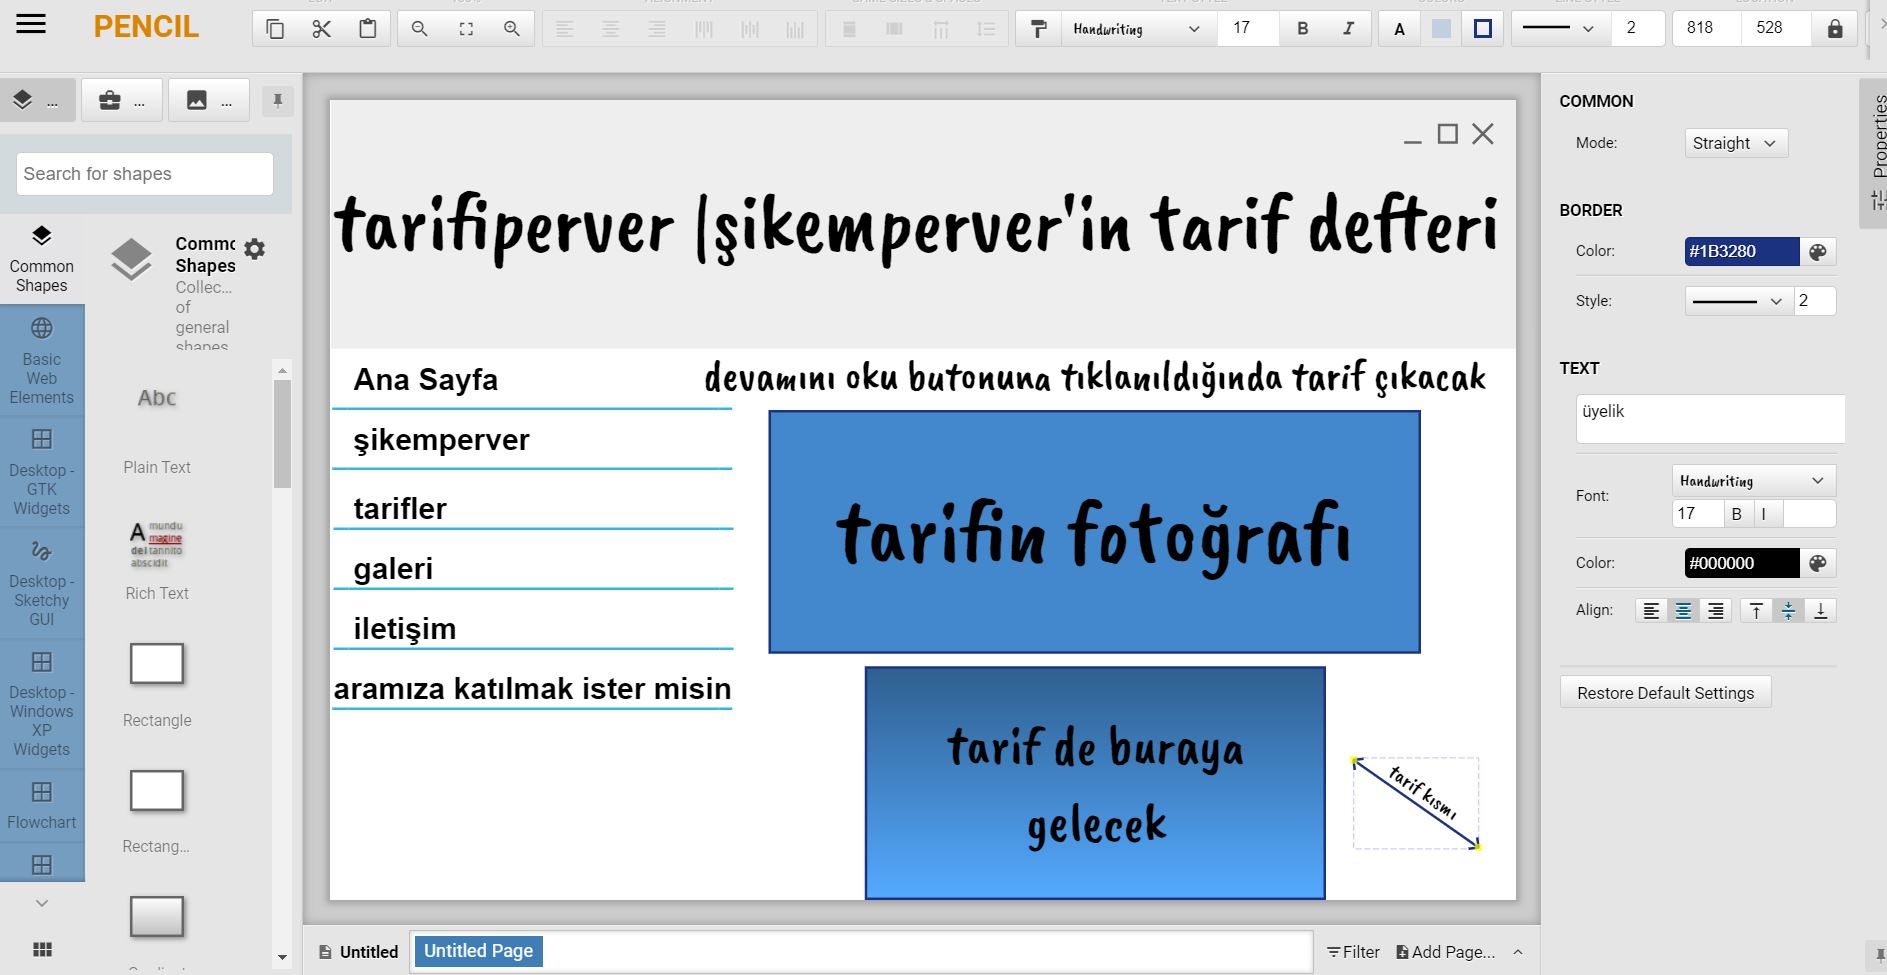 PENCIL
Handwriting
17
B
I
A
2
818
528
...
...
...
Search for shapes
Common
Shapes
Basic
Web
Elements
Desktop -
GTK
Widgets
Desktop -
Sketchy
GUI
Desktop -
Windows
XP
Widgets
Flowchart
Shapes
Collec...
of
general
shapes
Abc
Plain Text
A mundu
magine
del tannito
abscidit
Rich Text
Rectangle
Rectang...
tarifiperver |şikemperver'in tarif defteri
Ana Sayfa
şikemperver
tarifler
galeri
iletişim
aramıza katılmak ister misin
devamını oku butonuna tıklanıldığında tarif çıkacak
tarifin fotoğrafı
tarif de buraya
gelecek
tarif kısmı
Untitled
Untitled Page
Filter
Add Page...
COMMON
Mode:
Straight
BORDER
Color:
#1B3280
Style:
2
TEXT
üyelik
Font:
Handwriting
17
B
I
Color:
#000000
Align:
Restore Default Settings
Properties